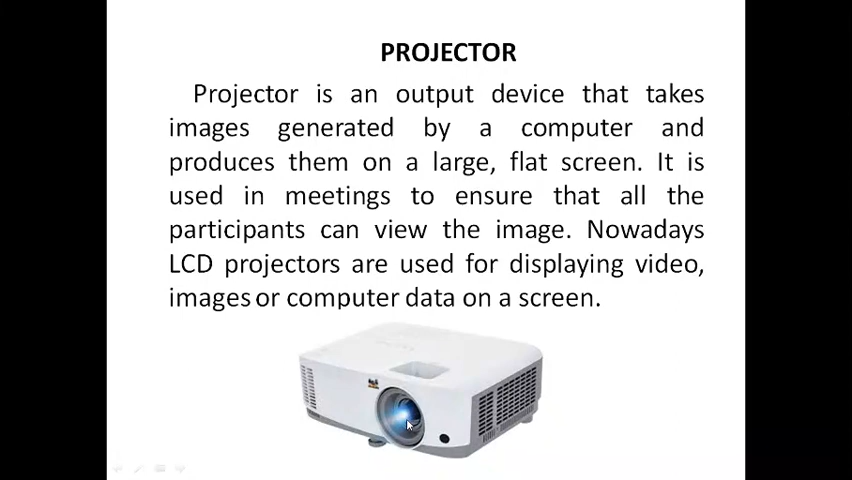 PROJECTOR
Projector is an output device that takes
images generated by a computer and
produces them on a large, flat screen. It is
used in meetings to ensure that all the
participants can view the image. Nowadays
LCD projectors are used for displaying video,
images or computer data on a screen.